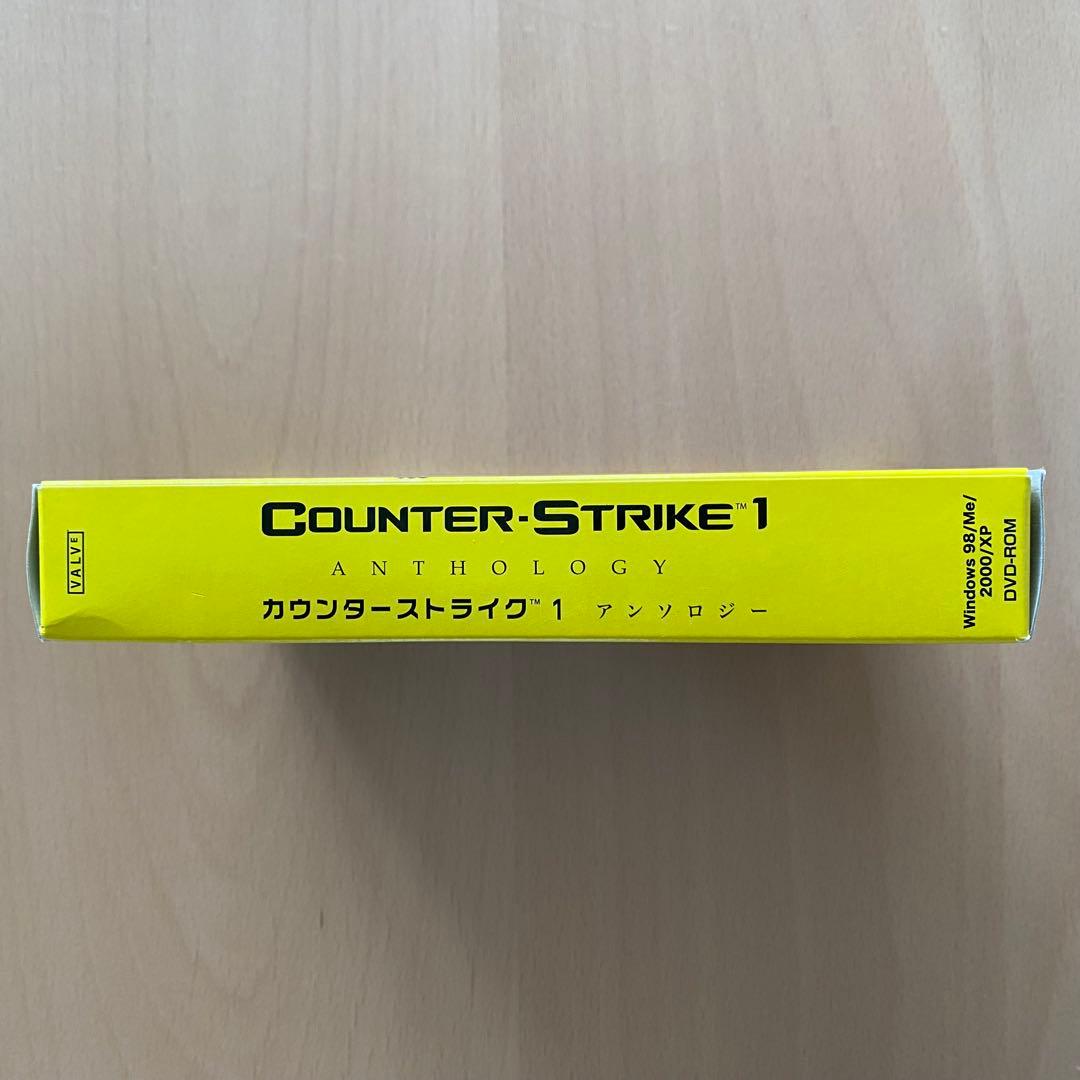 VALVE
COUNTER-STRIKE™ 1
ANTHOLOGY
カウンターストライク™ 1 アンソロジー
Windows 98/Me/
2000/XP
DVD-ROM